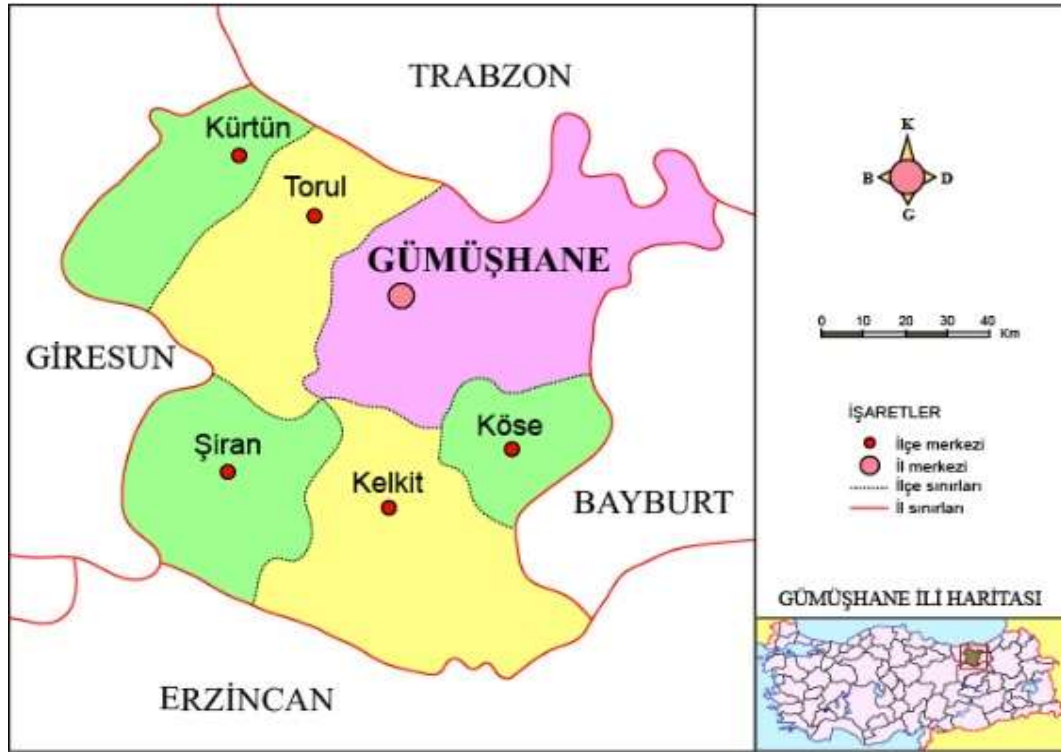 TRABZON
Kürtün
Torul
GÜMÜŞHANE
GİRESUN
Şiran
Köse
Kelkit
BAYBURT
ERZİNCAN
K
B D
G
0 10 20 30 40 Km
İŞARETLER
İlçe merkezi
İl merkezi
İlçe sınırları
İl sınırları
GÜMÜŞHANE İLİ HARİTASI